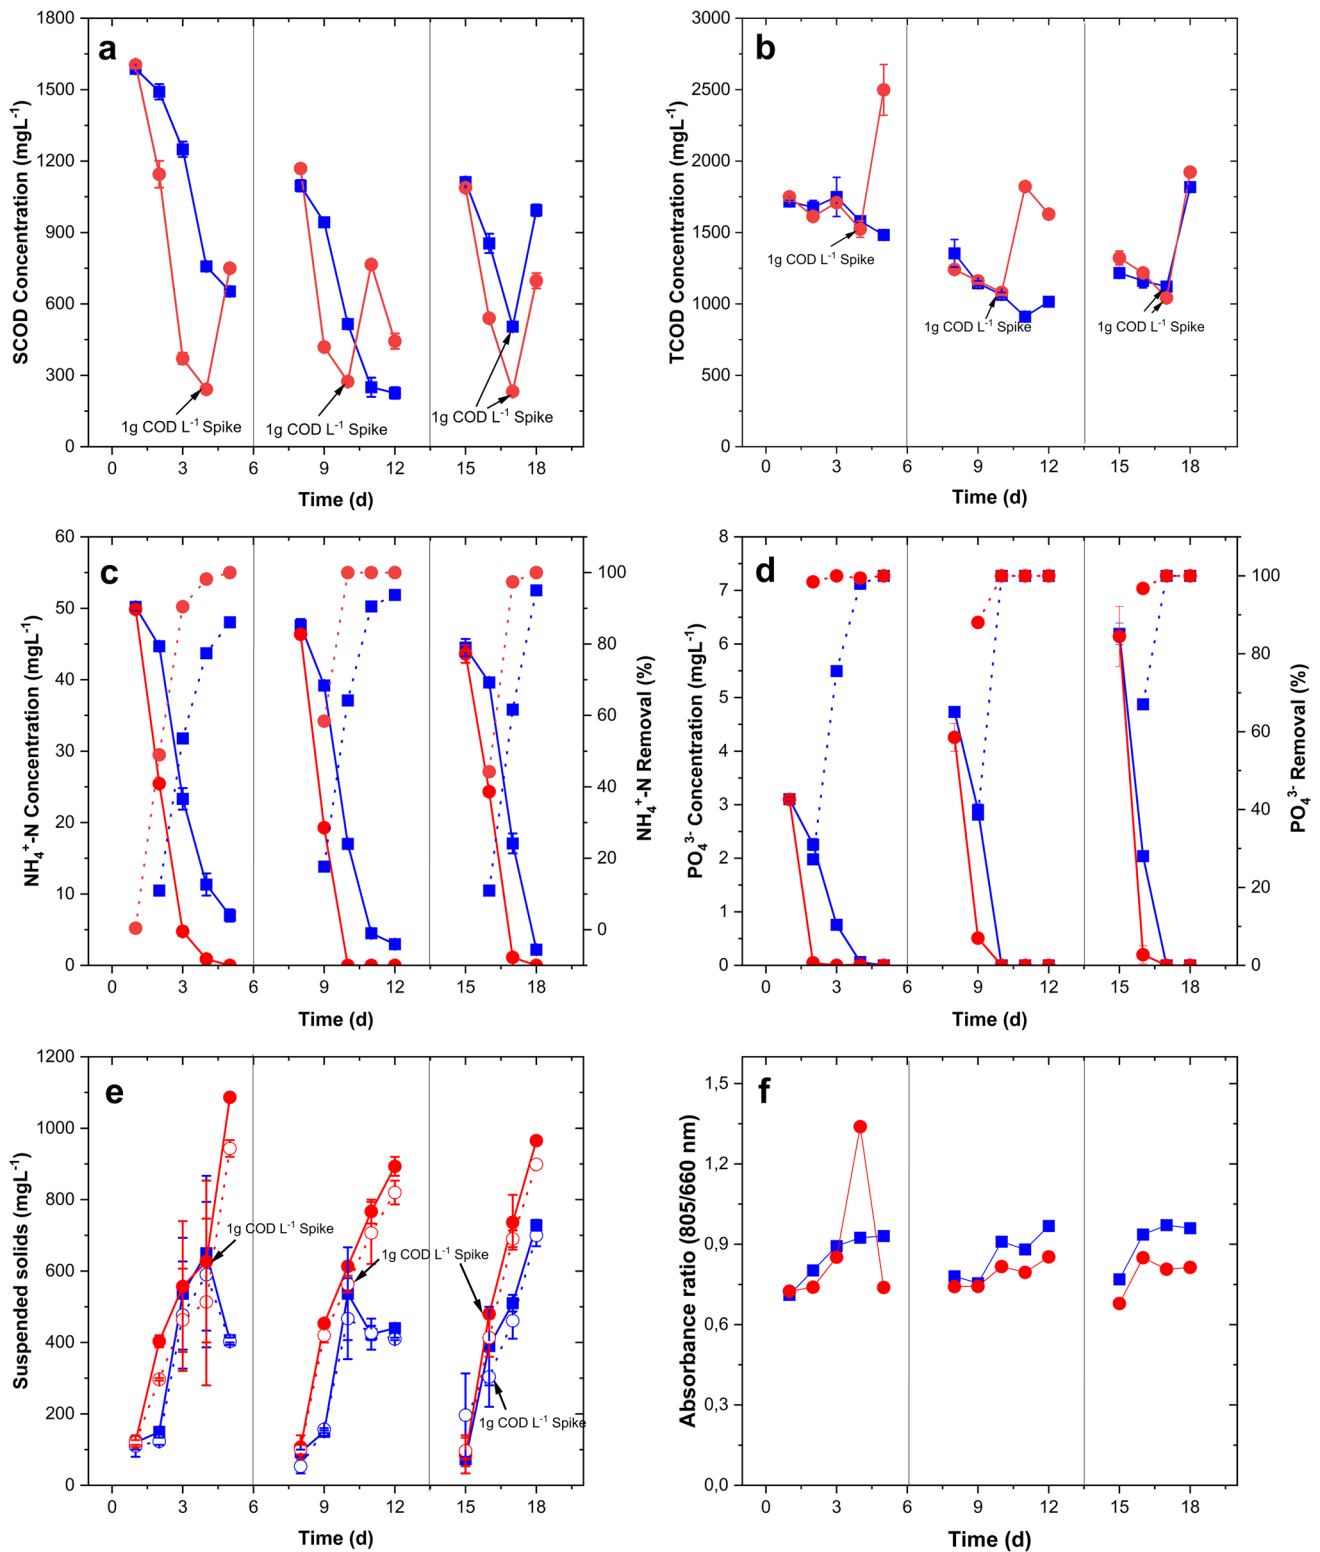 a
SCOD Concentration (mgL⁻¹)
1800
1500
1200
900
600
300
0
1g COD L⁻¹ Spike
1g COD L⁻¹ Spike
1g COD L⁻¹ Spike
0 3 6 9 12 15 18
Time (d)
b
TCOD Concentration (mgL⁻¹)
3000
2500
2000
1500
1000
500
0
1g COD L⁻¹ Spike
1g COD L⁻¹ Spike
1g COD L⁻¹ Spike
0 3 6 9 12 15 18
Time (d)
c
NH₄⁺-N Concentration (mgL⁻¹)
60
50
40
30
20
10
0
100
80
60
40
20
0
NH₄⁺-N Removal (%)
0 3 6 9 12 15 18
Time (d)
d
PO₄³⁻ Concentration (mgL⁻¹)
8
7
6
5
4
3
2
1
0
100
80
60
40
20
0
PO₄³⁻ Removal (%)
0 3 6 9 12 15 18
Time (d)
e
Suspended solids (mgL⁻¹)
1200
1000
800
600
400
200
0
1g COD L⁻¹ Spike
1g COD L⁻¹ Spike
1g COD L⁻¹ Spike
0 3 6 9 12 15 18
Time (d)
f
Absorbance ratio (805/660 nm)
1,5
1,2
0,9
0,6
0,3
0,0
0 3 6 9 12 15 18
Time (d)